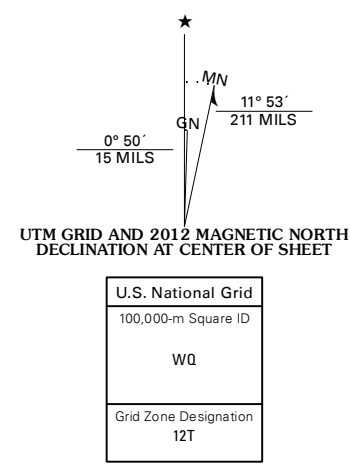 ★
MN
GN
11° 53´
211 MILS
0° 50´
15 MILS
UTM GRID AND 2012 MAGNETIC NORTH
DECLINATION AT CENTER OF SHEET
U.S. National Grid
100,000-m Square ID
WQ
Grid Zone Designation
12T